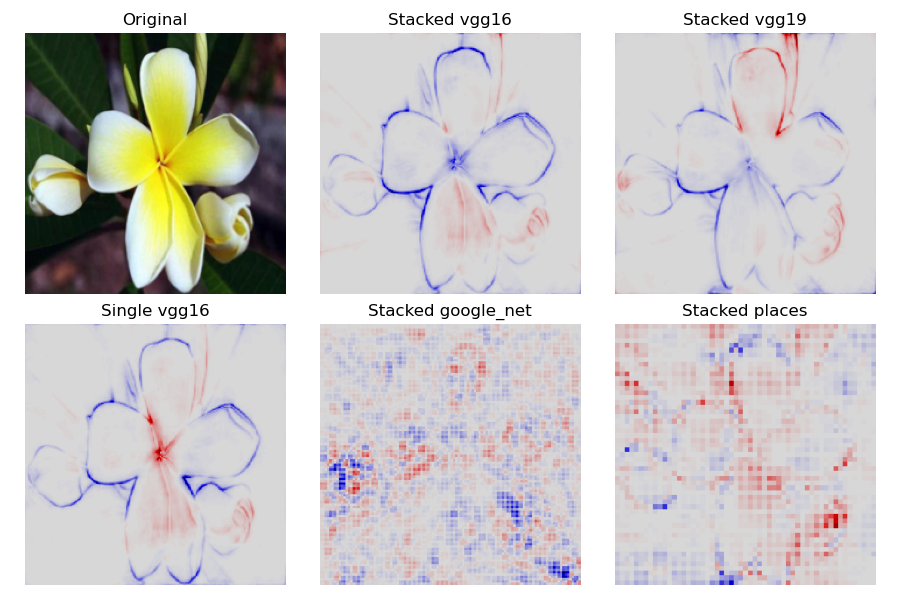 Original
Stacked vgg16
Stacked vgg19
Single vgg16
Stacked google_net
Stacked places